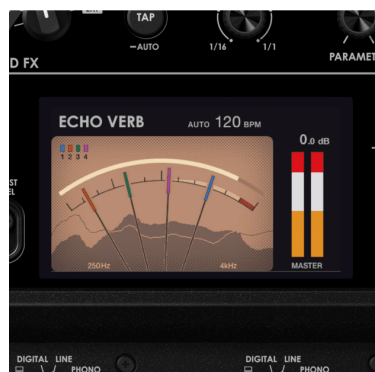 TAP
–AUTO
1/16
1/1
D FX
PARAMET
ECHO VERB
AUTO 120 BPM
0.0 dB
1 2 3 4
ST
EL
250Hz
4kHz
MASTER
DIGITAL LINE
PHONO
DIGITAL LINE
PHONO